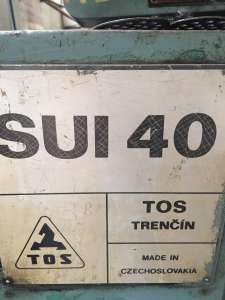 SUI 40
TOS
TRENČÍN
TOS
MADE IN
CZECHOSLOVAKIA